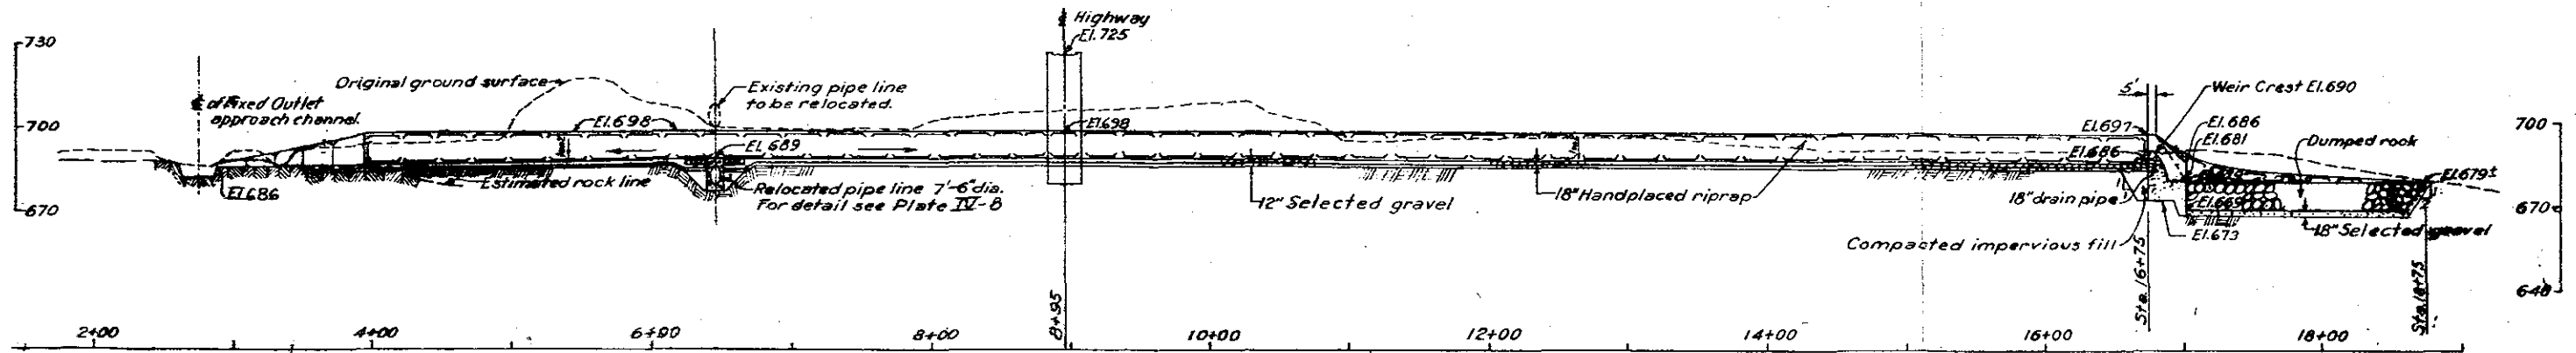 Highway
El. 725
730
Original ground surface
Existing pipe line
to be relocated.
5'
Weir Crest El. 690
℄ of Fixed Outlet
approach channel.
700
El. 698
El. 698
El. 697
El. 686
El. 681
Dumped rock
700
El. 689
El. 686
El. 679±
El. 686
Estimated rock line
Relocated pipe line 7'-6" dia.
For detail see Plate IV-8
12" Selected gravel
18" Handplaced riprap
18" drain pipe
El. 669
670
670
El. 673
18" Selected gravel
Compacted impervious fill
8+95
Sta. 16+75
640
2+00
4+00
6+00
8+00
10+00
12+00
14+00
16+00
18+00